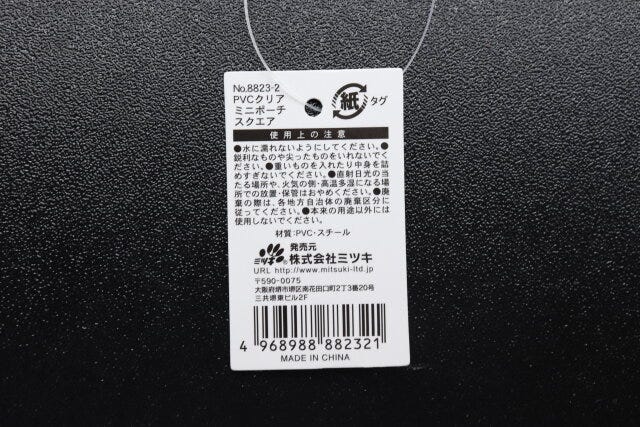 No.8823-2
PVCクリア
ミニポーチ
スクエア
紙 タグ
使用上の注意
●水に濡れないようにしてください。●
鋭利なものや尖ったものをいれないでく
ださい。●重いものを入れたり中身を詰
めすぎないでください。●直射日光の当
たる場所や、火気の側・高温多湿になる場
所での放置・保管はおやめください。●廃
棄の際は、各地方自治体の廃棄区分に
従ってください。●本来の用途以外には
使用しないでください。
材質:PVC・スチール
発売元
ミツキ® 株式会社ミツキ
URL http://www.mitsuki-ltd.jp
〒590-0075
大阪府堺市堺区南花田口町2丁3番20号
三共堺東ビル2F
4 968988 882321
MADE IN CHINA